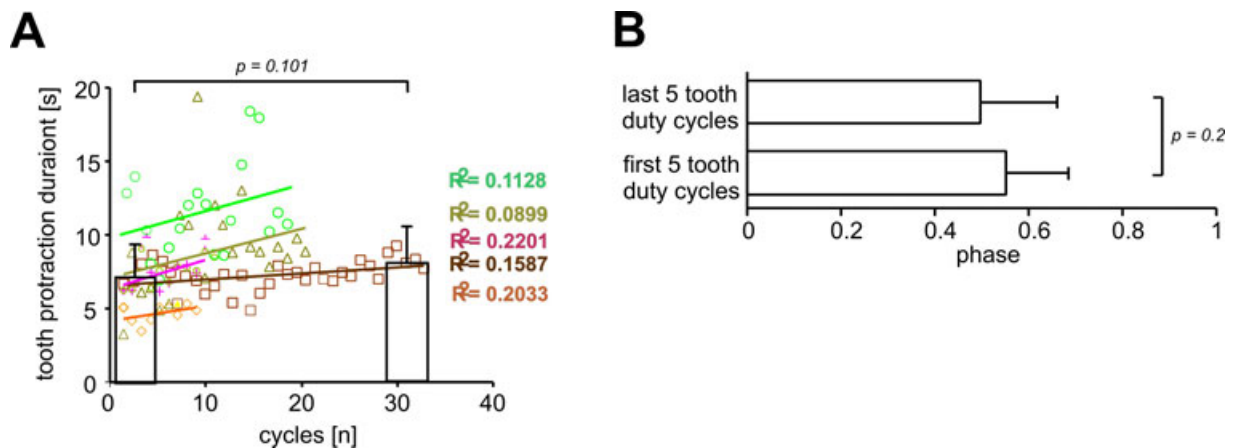 A
p = 0.101
tooth protraction duraiont [s]
20
15
10
5
0
0
10
20
30
40
cycles [n]
R²= 0.1128
R²= 0.0899
R²= 0.2201
R²= 0.1587
R²= 0.2033
B
last 5 tooth
duty cycles
first 5 tooth
duty cycles
p = 0.2
0
0.2
0.4
0.6
0.8
1
phase